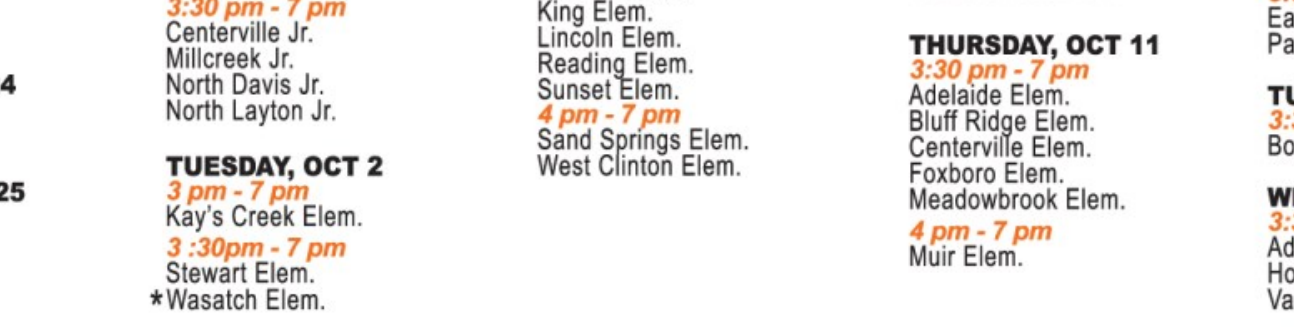 4
25
3:30 pm - 7 pm
Centerville Jr.
Millcreek Jr.
North Davis Jr.
North Layton Jr.
TUESDAY, OCT 2
3 pm - 7 pm
Kay's Creek Elem.
3 :30pm - 7 pm
Stewart Elem.
*Wasatch Elem.
King Elem.
Lincoln Elem.
Reading Elem.
Sunset Elem.
4 pm - 7 pm
Sand Springs Elem.
West Clinton Elem.
THURSDAY, OCT 11
3:30 pm - 7 pm
Adelaide Elem.
Bluff Ridge Elem.
Centerville Elem.
Foxboro Elem.
Meadowbrook Elem.
4 pm - 7 pm
Muir Elem.